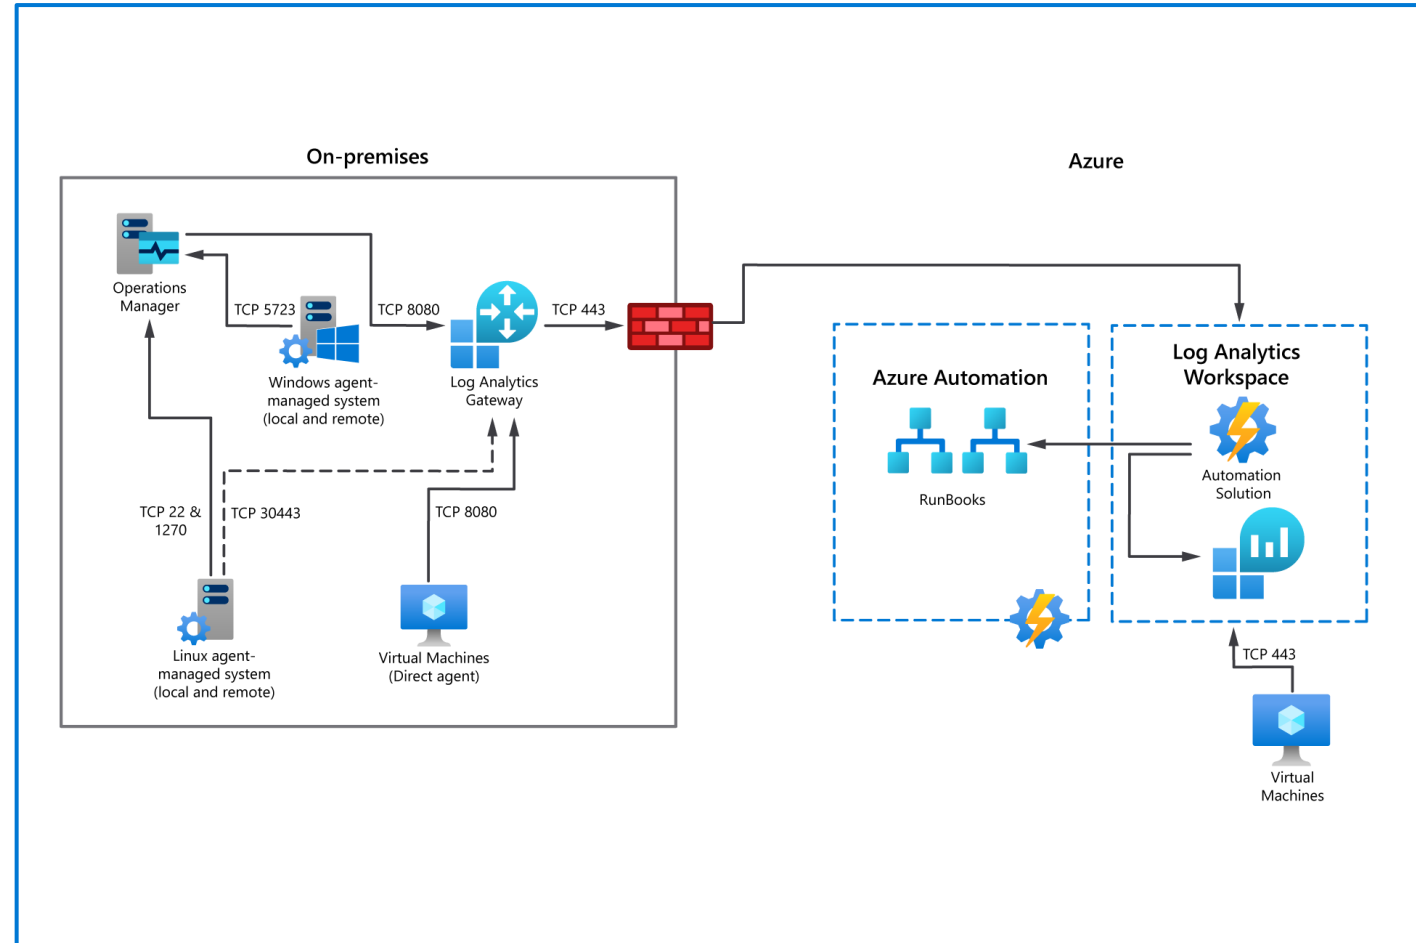 On-premises
Azure
Operations
Manager
TCP 5723
TCP 8080
TCP 443
Windows agent-
managed system
(local and remote)
Log Analytics
Gateway
TCP 22 &
1270
TCP 30443
TCP 8080
Linux agent-
managed system
(local and remote)
Virtual Machines
(Direct agent)
Azure Automation
RunBooks
Log Analytics
Workspace
Automation
Solution
TCP 443
Virtual
Machines